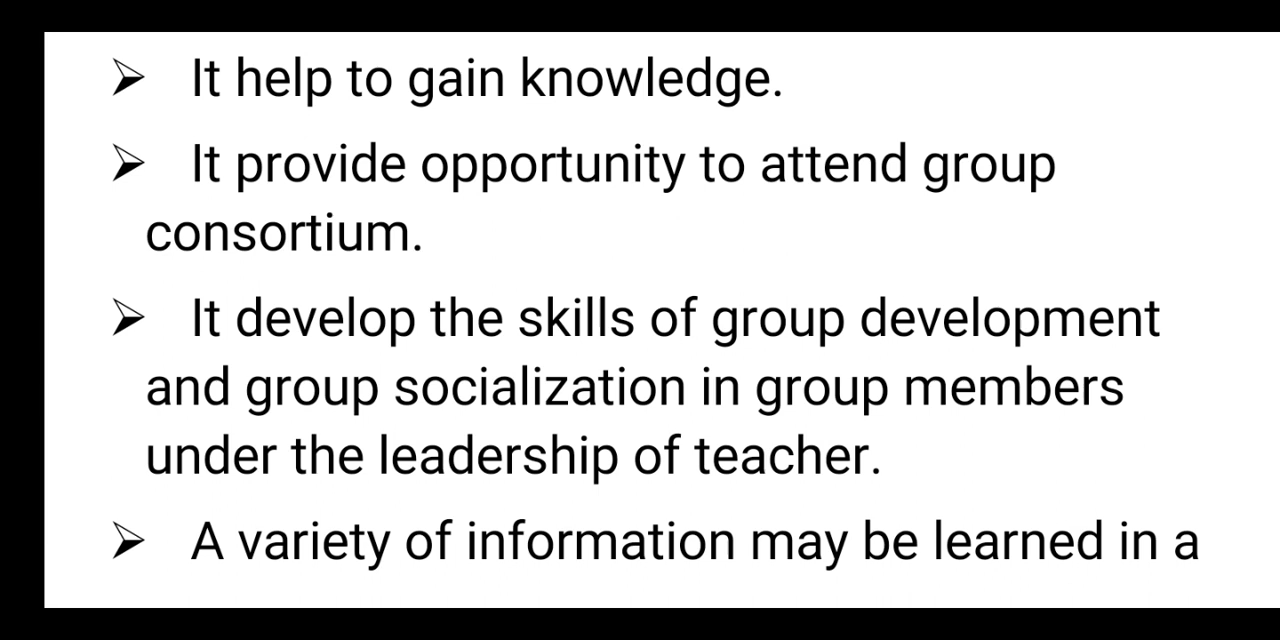 ➢ It help to gain knowledge.
➢ It provide opportunity to attend group
consortium.
➢ It develop the skills of group development
and group socialization in group members
under the leadership of teacher.
➢ A variety of information may be learned in a